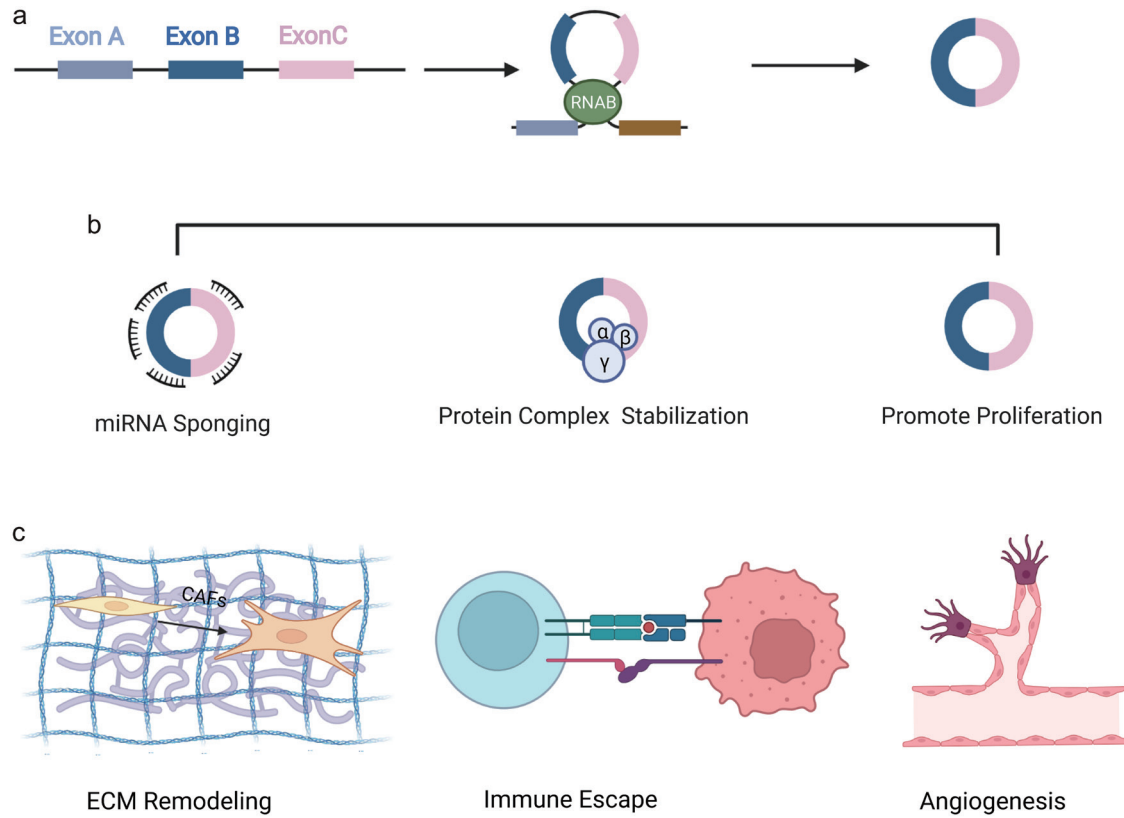 a
Exon A Exon B ExonC
RNAB
b
α β
γ
miRNA Sponging
Protein Complex Stabilization
Promote Proliferation
c
CAFs
ECM Remodeling
Immune Escape
Angiogenesis